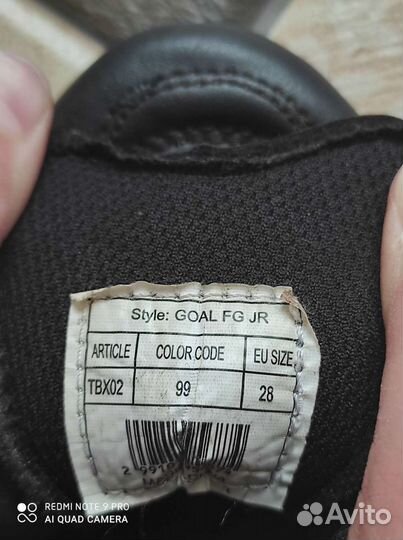 Style: GOAL FG JR
ARTICLE COLOR CODE EU SIZE
TBX02 99 28
REDMI NOTE 9 PRO
AI QUAD CAMERA
Avito